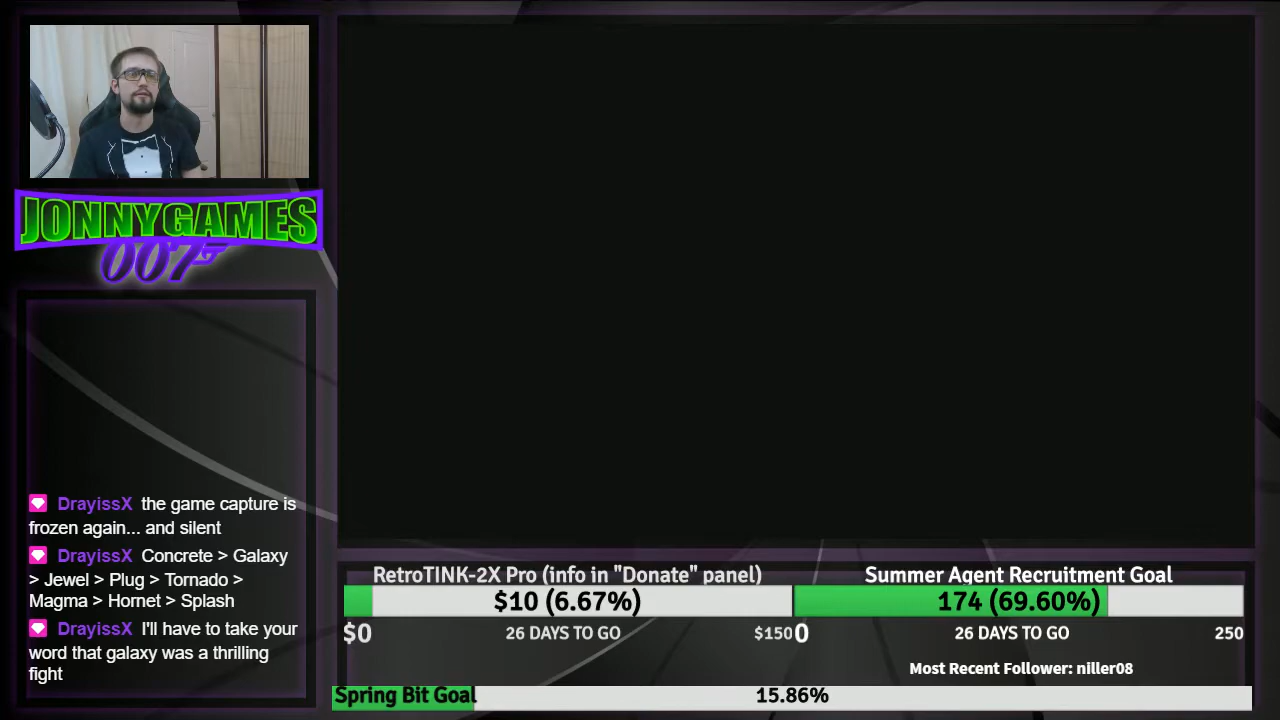 JONNYGAMES
007
DrayissX the game capture is
frozen again... and silent
DrayissX Concrete > Galaxy
> Jewel > Plug > Tornado >
Magma > Hornet > Splash
DrayissX I'll have to take your
word that galaxy was a thrilling
fight
RetroTINK-2X Pro (info in "Donate" panel)
$10 (6.67%)
$0 26 DAYS TO GO $150
Summer Agent Recruitment Goal
174 (69.60%)
0 26 DAYS TO GO 250
Most Recent Follower: niller08
Spring Bit Goal 15.86%